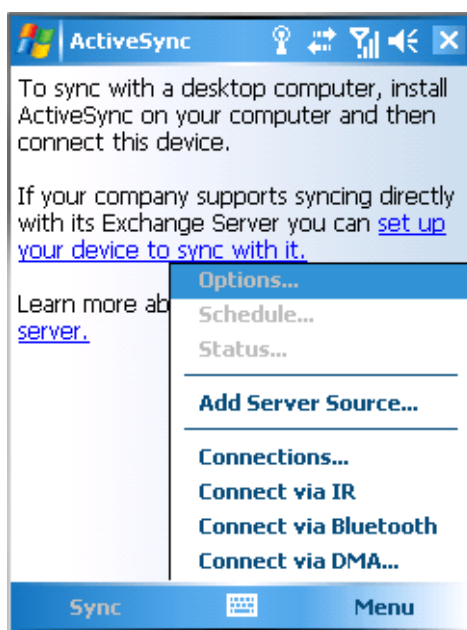 ActiveSync
To sync with a desktop computer, install
ActiveSync on your computer and then
connect this device.
If your company supports syncing directly
with its Exchange Server you can set up
your device to sync with it.
Learn more ab
server.
Options...
Schedule...
Status...
Add Server Source...
Connections...
Connect via IR
Connect via Bluetooth
Connect via DMA...
Sync
Menu